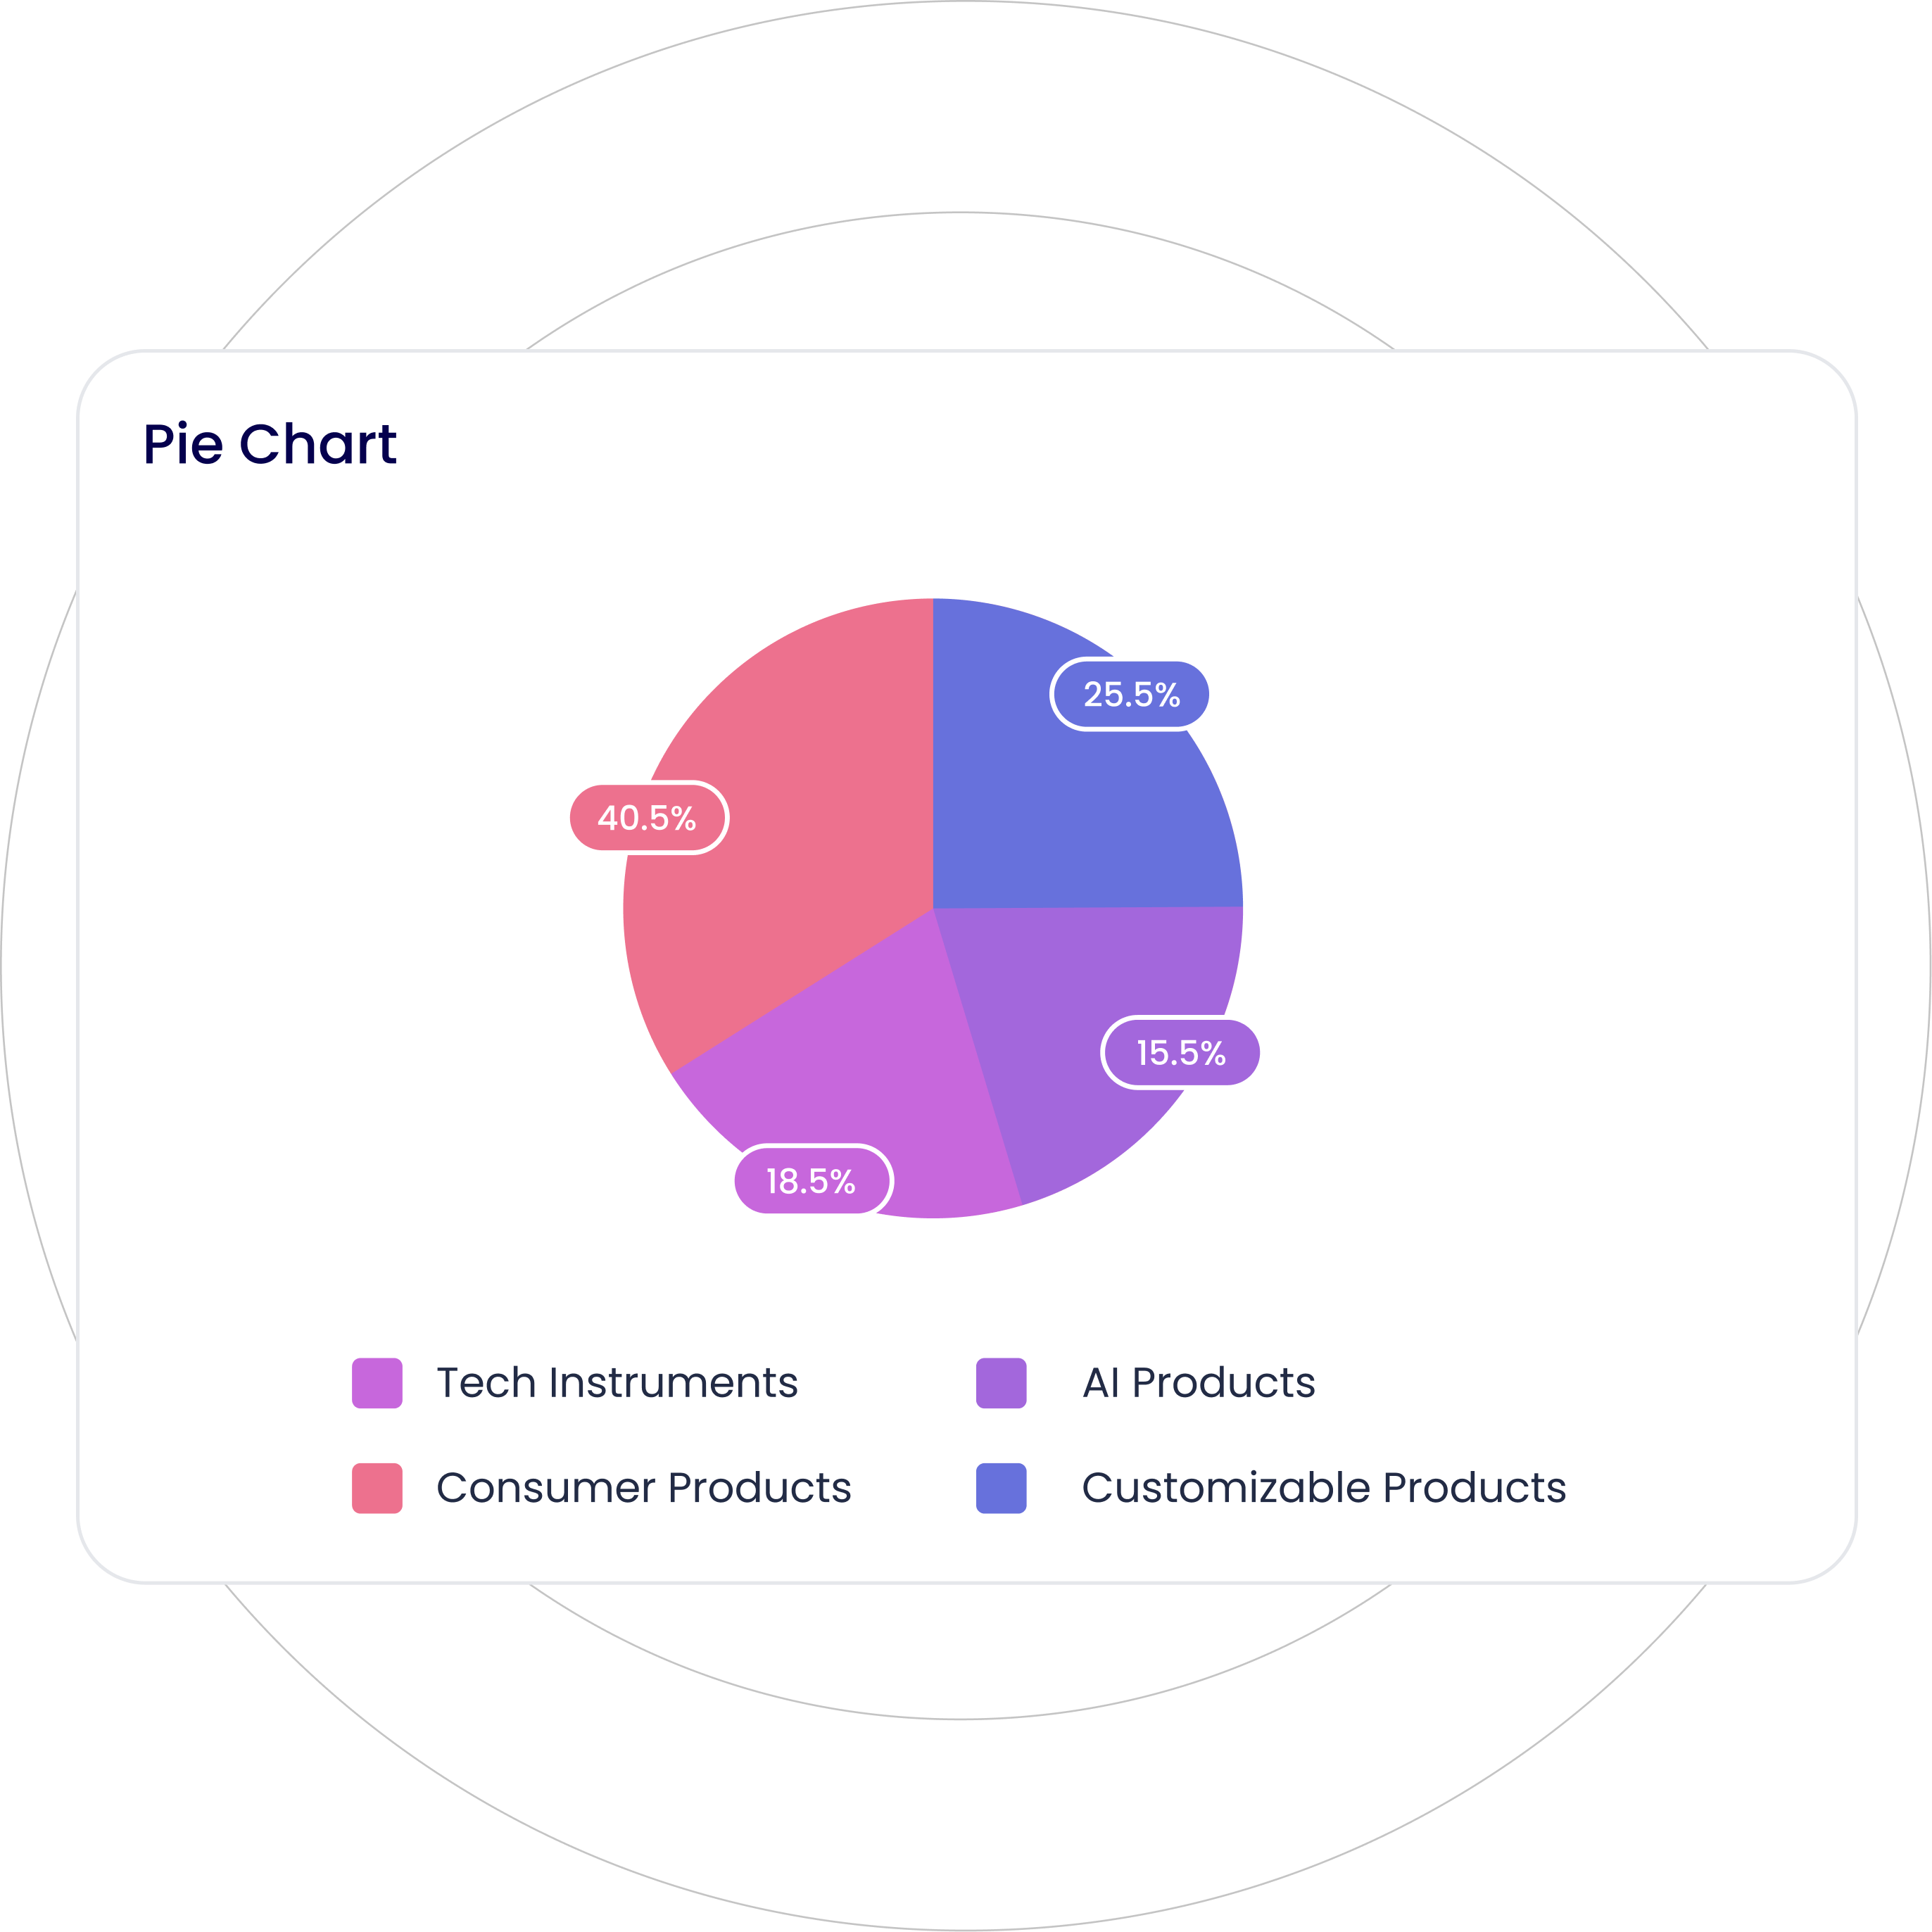 Pie Chart
25.5%
40.5%
15.5%
18.5%
Tech Instruments
AI Products
Consumer Products
Customizable Products